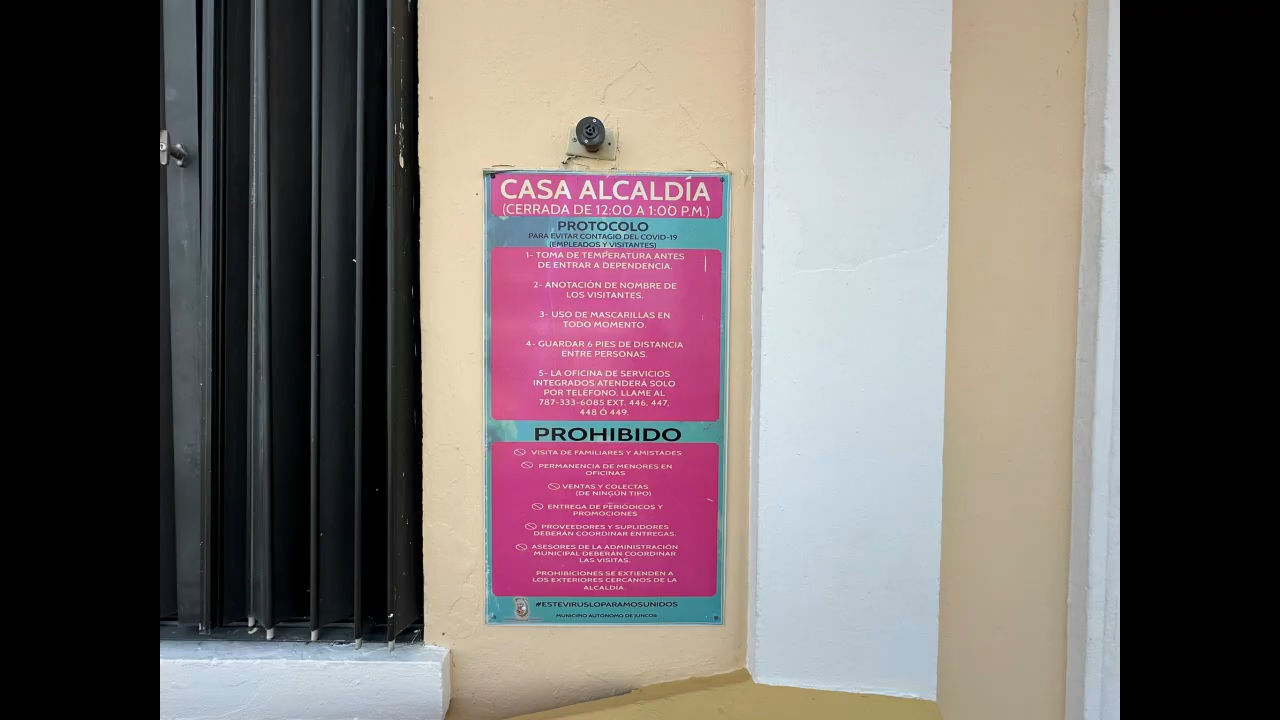 CASA ALCALDÍA
(CERRADA DE 12:00 A 1:00 P.M.)
PROTOCOLO
PARA EVITAR CONTAGIO DEL COVID-19
(EMPLEADOS Y VISITANTES)
1- TOMA DE TEMPERATURA ANTES
DE ENTRAR A DEPENDENCIA.
2- ANOTACIÓN DE NOMBRE DE
LOS VISITANTES.
3- USO DE MASCARILLAS EN
TODO MOMENTO.
4- GUARDAR 6 PIES DE DISTANCIA
ENTRE PERSONAS.
5- LA OFICINA DE SERVICIOS
INTEGRADOS ATENDERÁ SOLO
POR TELÉFONO. LLAME AL
787-333-6085 EXT. 446, 447,
448 Ó 449.
PROHIBIDO
VISITA DE FAMILIARES Y AMISTADES
PERMANENCIA DE MENORES EN
OFICINAS
VENTAS Y COLECTAS
(DE NINGÚN TIPO)
ENTREGA DE PERIÓDICOS Y
PROMOCIONES
PROVEEDORES Y SUPLIDORES
DEBERÁN COORDINAR ENTREGAS.
ASESORES DE LA ADMINISTRACIÓN
MUNICIPAL DEBERÁN COORDINAR
LAS VISITAS.
PROHIBICIONES SE EXTIENDEN A
LOS EXTERIORES CERCANOS DE LA
ALCALDÍA.
#ESTEVIRUSLOPARAMOSUNIDOS
MUNICIPIO AUTÓNOMO DE JUNCOS